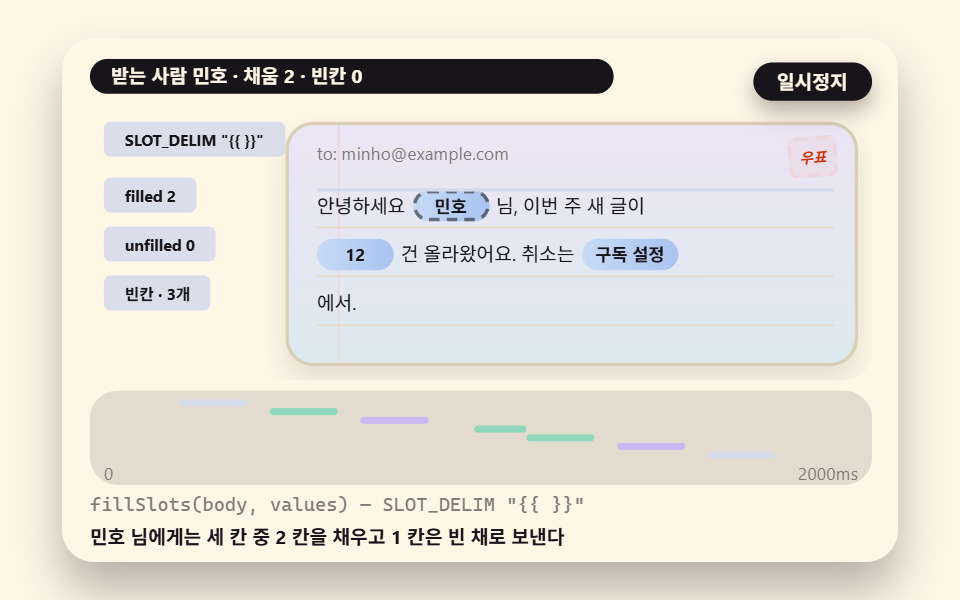 받는 사람 민호 · 채움 2 · 빈칸 0
일시정지
SLOT_DELIM "{{ }}"
filled 2
unfilled 0
빈칸 · 3개
to: minho@example.com
우표
안녕하세요 민호 님, 이번 주 새 글이
12 건 올라왔어요. 취소는 구독 설정
에서.
0
2000ms
fillSlots(body, values) — SLOT_DELIM "{{ }}"
민호 님에게는 세 칸 중 2 칸을 채우고 1 칸은 빈 채로 보낸다